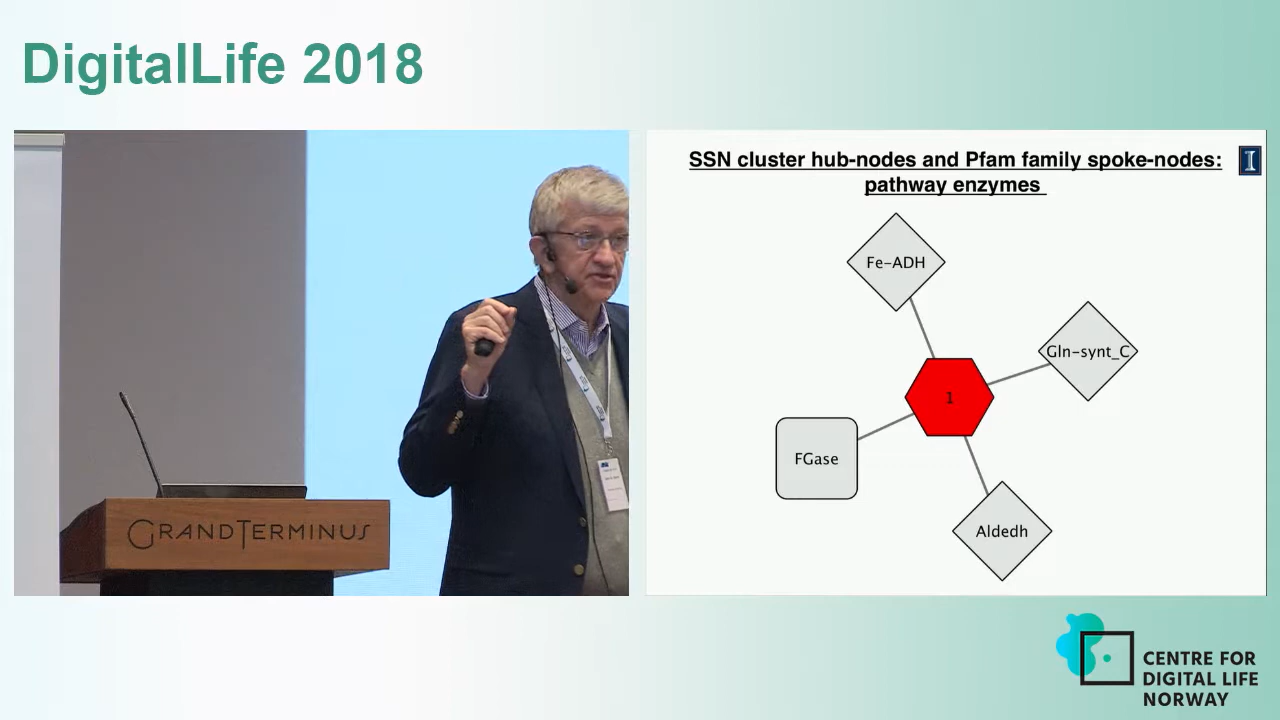 DigitalLife 2018
SSN cluster hub-nodes and Pfam family spoke-nodes:
pathway enzymes
I
Fe-ADH
Gln-synt_C
1
FGase
Aldedh
GRANDTERMINUS
CENTRE FOR
DIGITAL LIFE
NORWAY